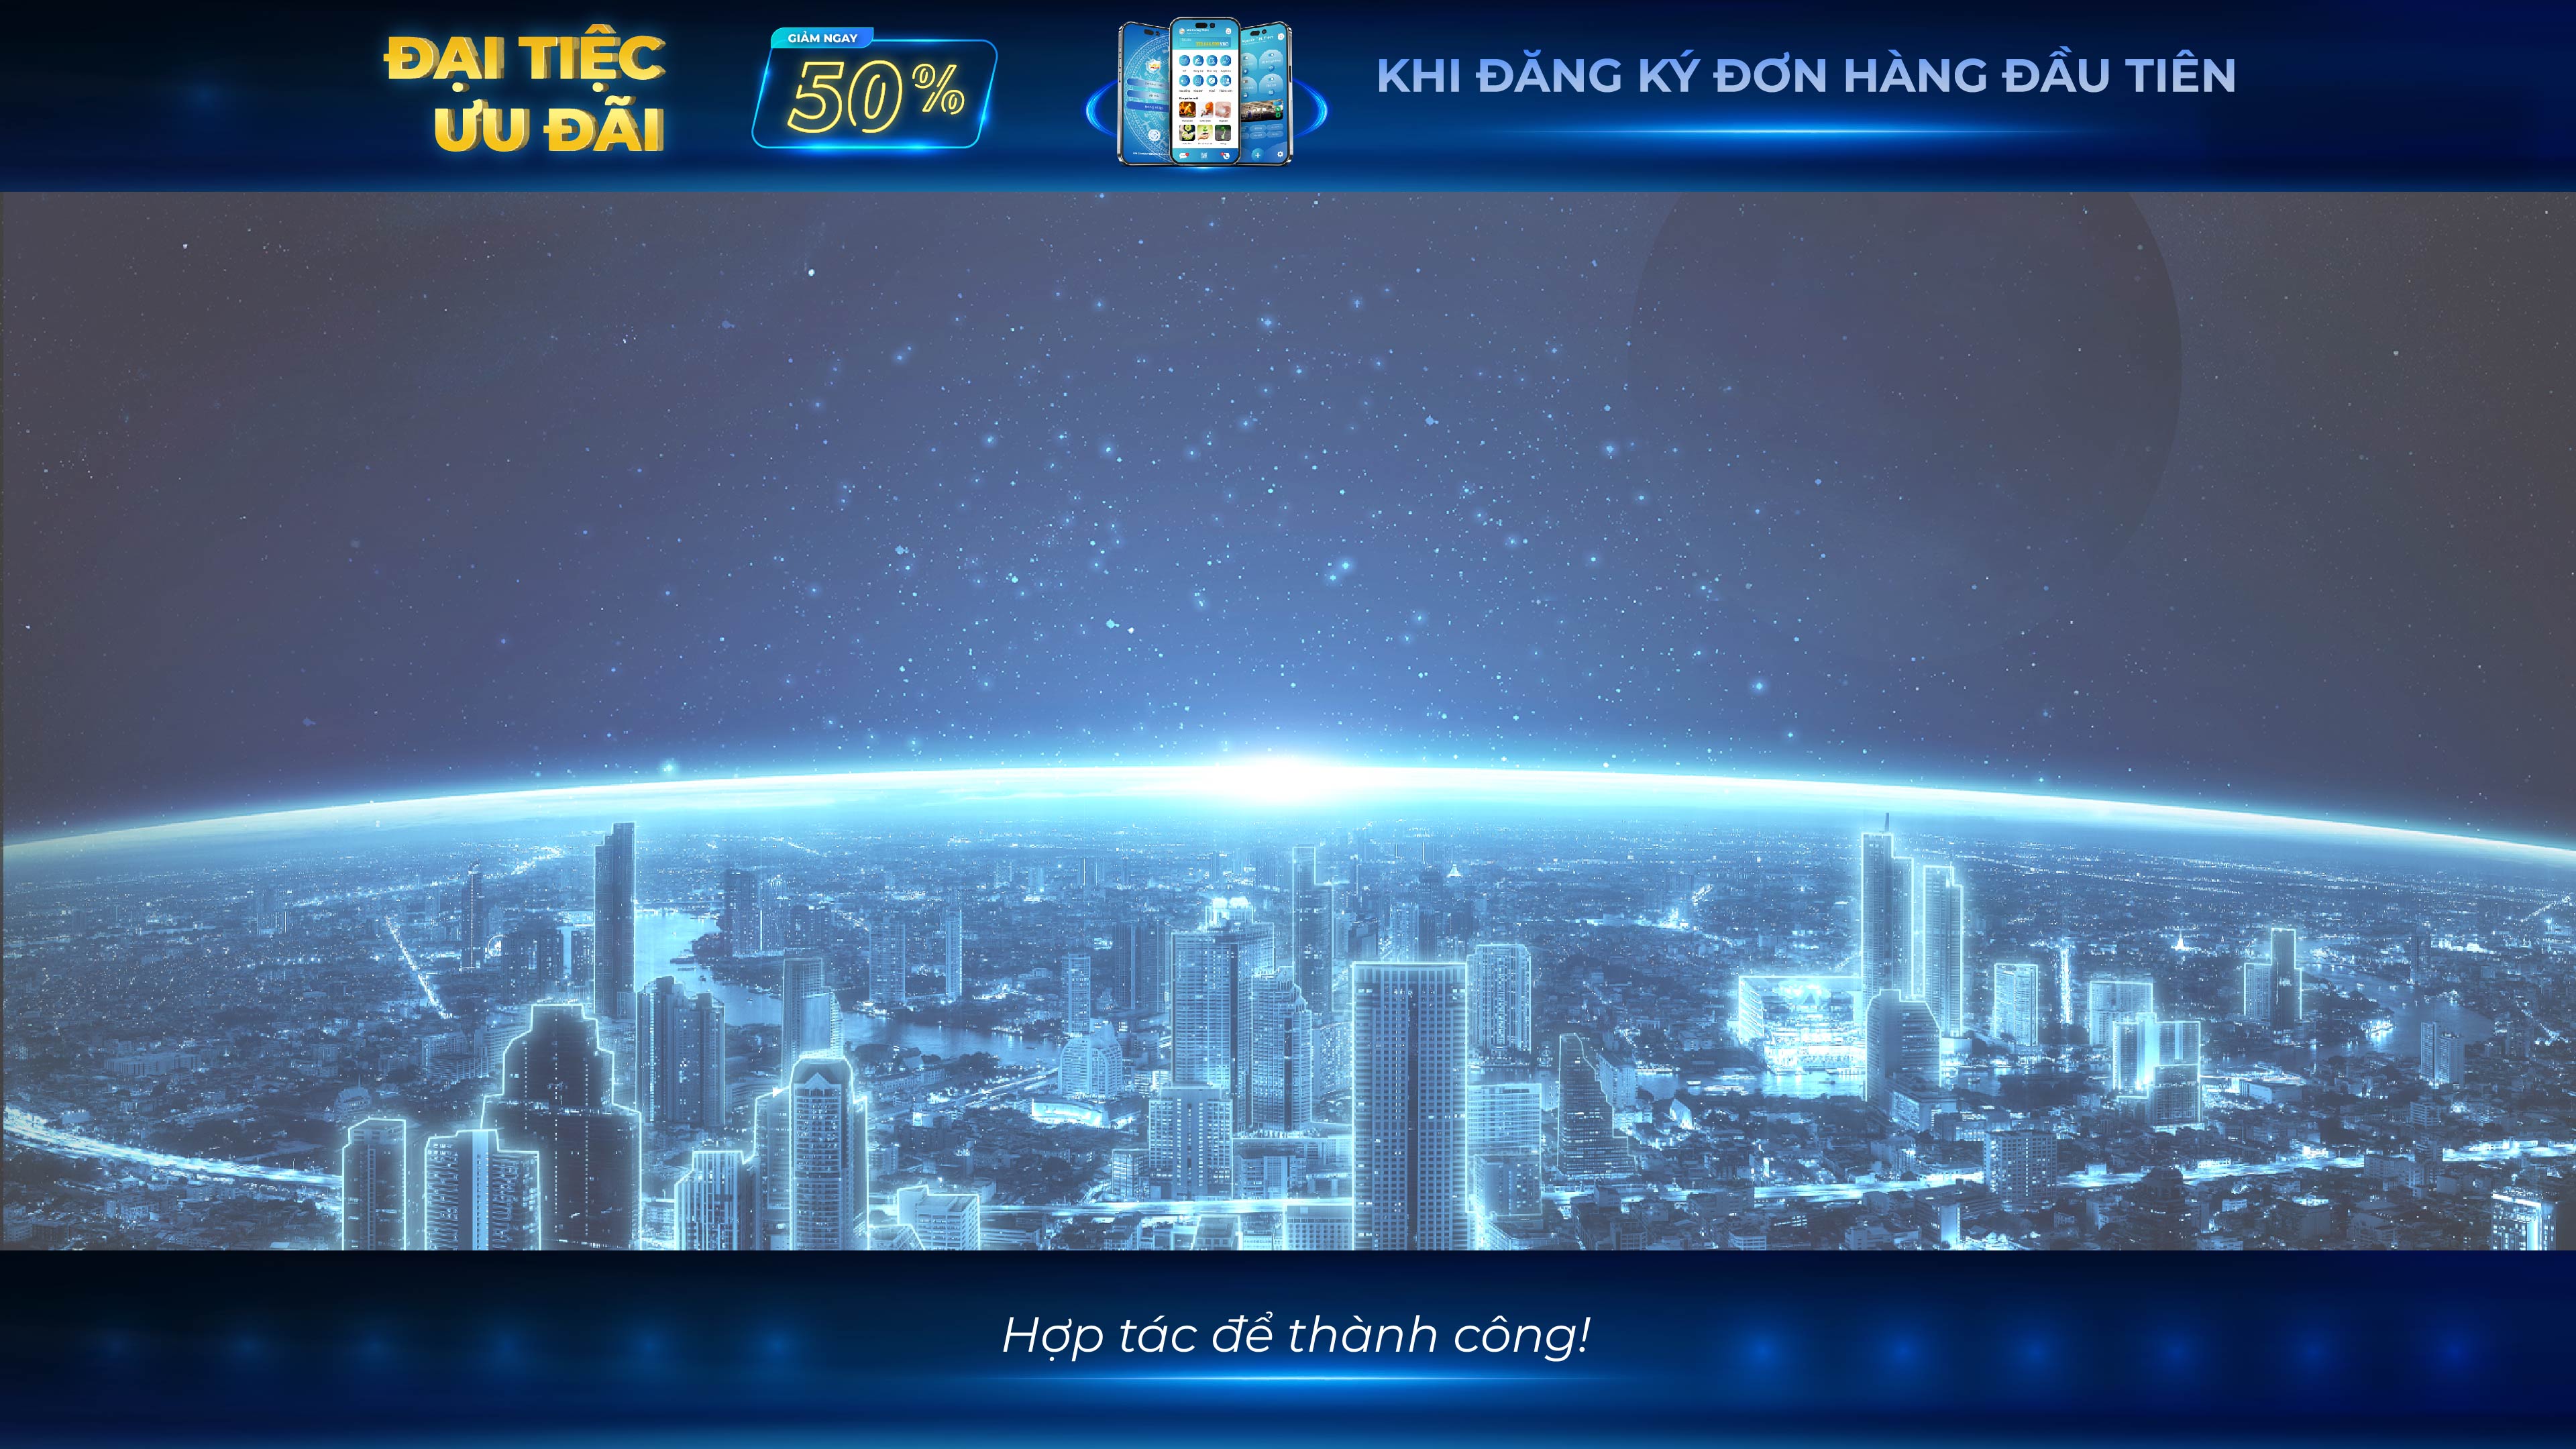 ĐẠI TIỆC
ƯU ĐÃI
GIẢM NGAY
50%
KHI ĐĂNG KÝ ĐƠN HÀNG ĐẦU TIÊN
Hợp tác để thành công!